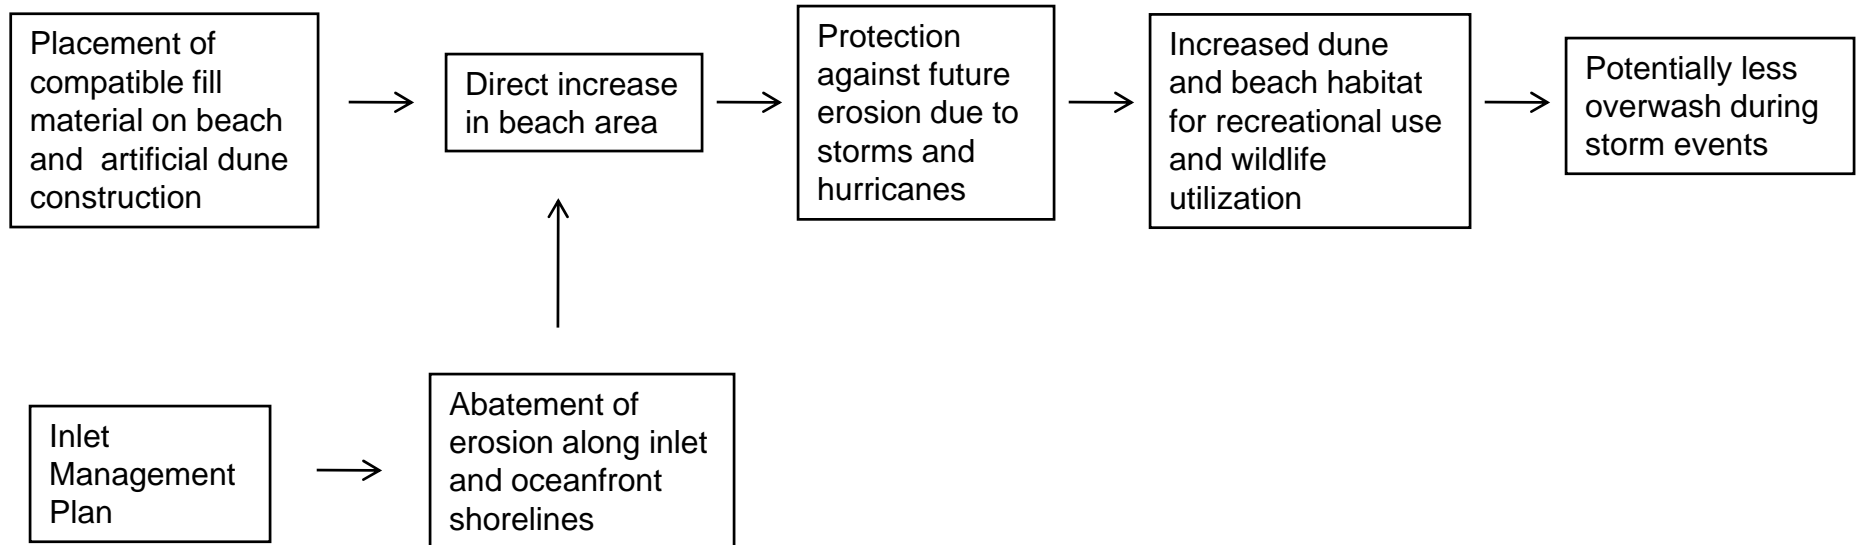 Placement of
compatible fill
material on beach
and artificial dune
construction
Direct increase
in beach area
Protection
against future
erosion due to
storms and
hurricanes
Increased dune
and beach habitat
for recreational use
and wildlife
utilization
Potentially less
overwash during
storm events
Inlet
Management
Plan
Abatement of
erosion along inlet
and oceanfront
shorelines